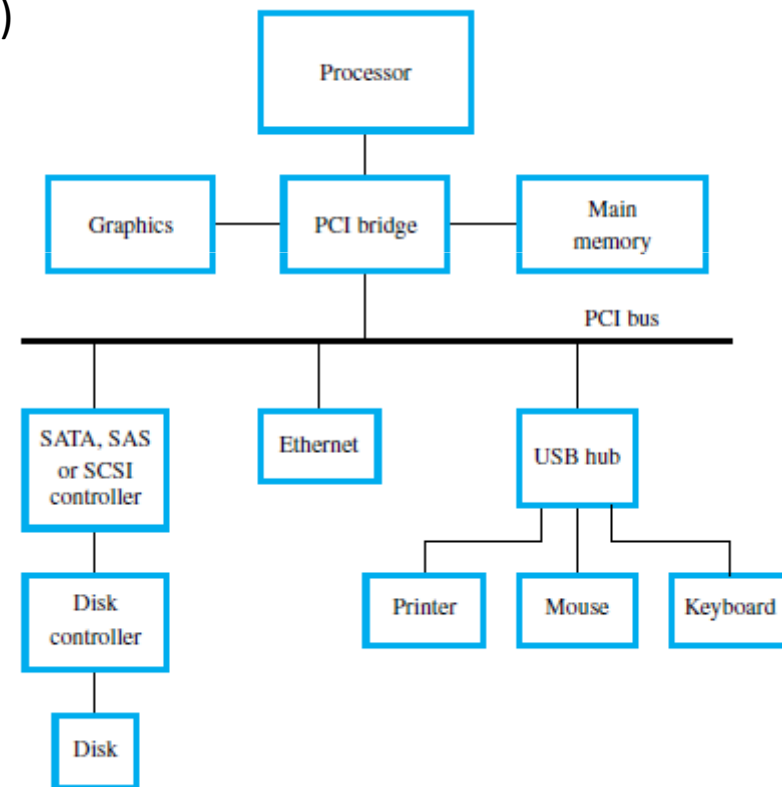 )
Processor
Graphics
PCI bridge
Main
memory
PCI bus
SATA, SAS
or SCSI
controller
Ethernet
USB hub
Disk
controller
Printer
Mouse
Keyboard
Disk